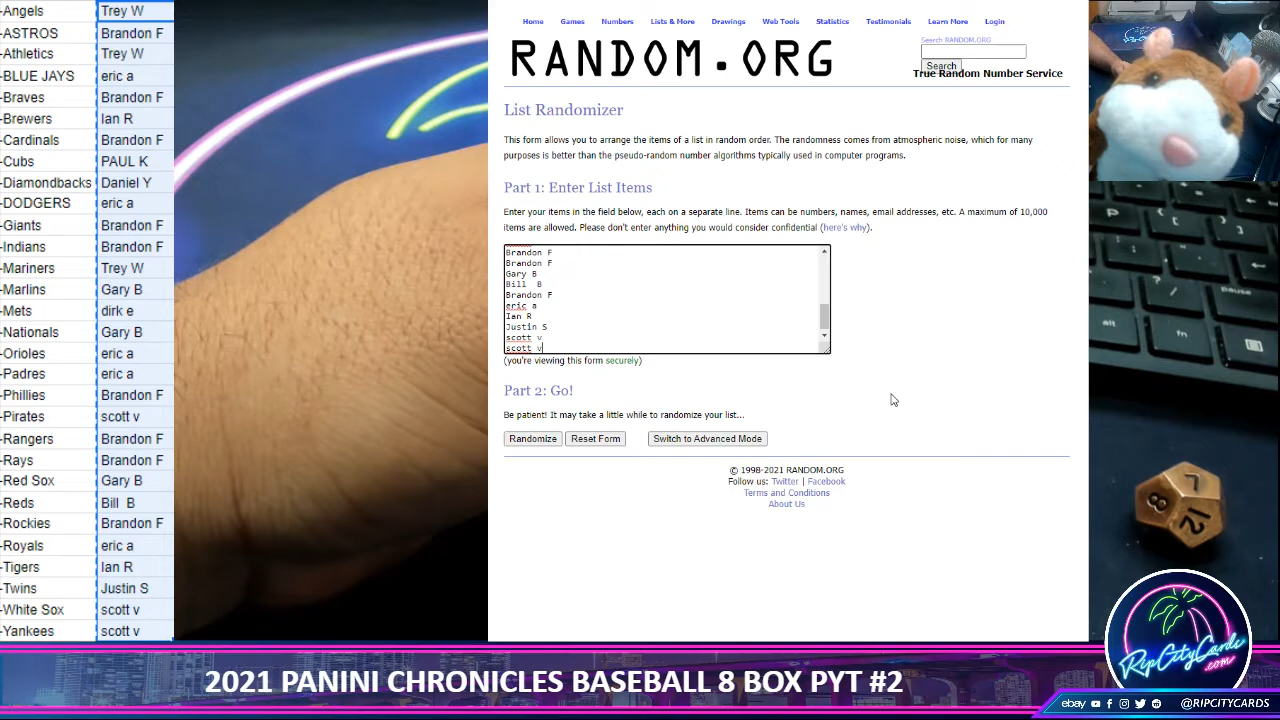 -Angels Trey W
-ASTROS Brandon F
-Athletics Trey W
-BLUE JAYS eric a
-Braves Brandon F
-Brewers Ian R
-Cardinals Brandon F
-Cubs PAUL K
-Diamondbacks Daniel Y
-DODGERS eric a
-Giants Brandon F
-Indians Brandon F
-Mariners Trey W
-Marlins Gary B
-Mets dirk e
-Nationals Gary B
-Orioles eric a
-Padres eric a
-Phillies Brandon F
-Pirates scott v
-Rangers Brandon F
-Rays Brandon F
-Red Sox Gary B
-Reds Bill  B
-Rockies Brandon F
-Royals eric a
-Tigers Ian R
-Twins Justin S
-White Sox scott v
-Yankees scott v
Home Games Numbers Lists & More Drawings Web Tools Statistics Testimonials Learn More Login
RANDOM.ORG
Search RANDOM.ORG
Search
True Random Number Service
List Randomizer
This form allows you to arrange the items of a list in random order. The randomness comes from atmospheric noise, which for many
purposes is better than the pseudo-random number algorithms typically used in computer programs.
Part 1: Enter List Items
Enter your items in the field below, each on a separate line. Items can be numbers, names, email addresses, etc. A maximum of 10,000
items are allowed. Please don't enter anything you would consider confidential (here's why).
Brandon F
Brandon F
Gary B
Bill  B
Brandon F
eric a
Ian R
Justin S
scott v
scott v
(you're viewing this form securely)
Part 2: Go!
Be patient! It may take a little while to randomize your list...
Randomize Reset Form Switch to Advanced Mode
© 1998-2021 RANDOM.ORG
Follow us: Twitter | Facebook
Terms and Conditions
About Us
Pause
End
7
8
12
RipCityCards
.com
2021 PANINI CHRONICLES BASEBALL 8 BOX PYT #2
ebay @RIPCITYCARDS